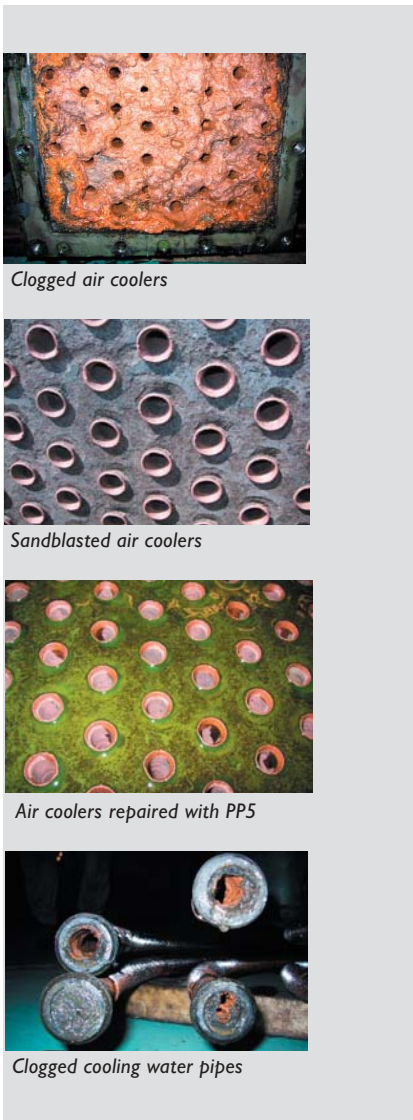 Clogged air coolers
Sandblasted air coolers
Air coolers repaired with PP5
Clogged cooling water pipes